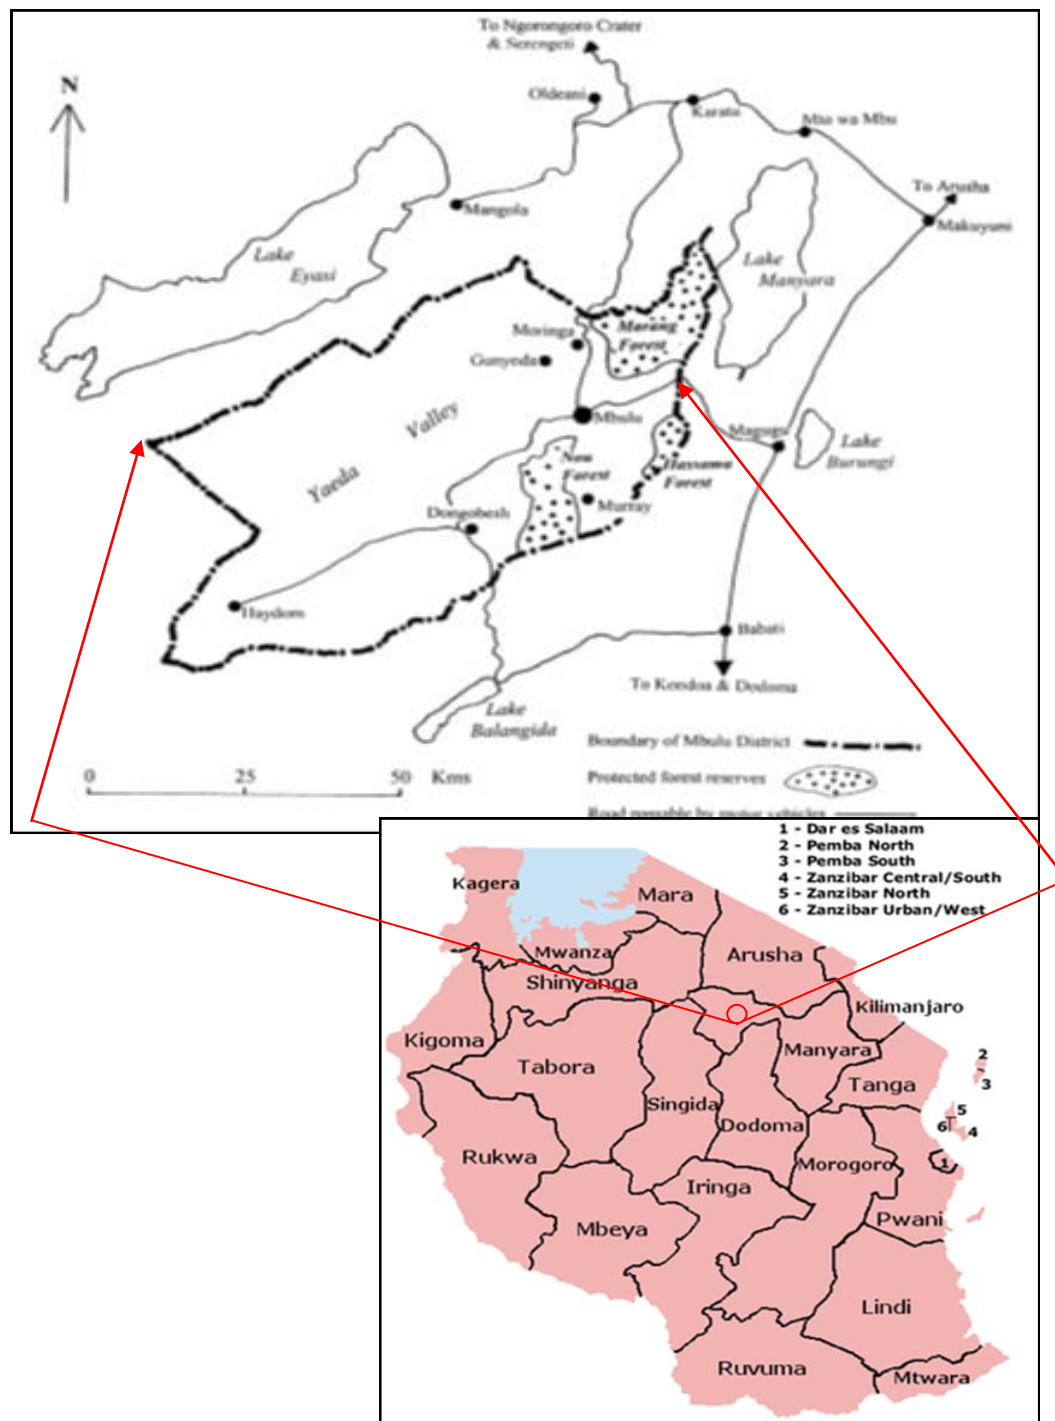 To Ngorongoro Crater
& Serengeti
N
Oldeani
Karatu
Mto wa Mbu
To Arusha
Mangola
Makuyuni
Lake
Eyasi
Lake
Manyara
Moringa
Marang
Forest
Gunyeda
Mbulu
Valley
Magugu
Lake
Burungi
Nou
Forest
Hassama
Forest
Yaeda
Murray
Dongobesh
Haydom
Babati
To Kondoa & Dodoma
Lake
Balangida
Boundary of Mbulu District
0 25 50 Kms
Protected forest reserves
Road passable by motor vehicles
1 - Dar es Salaam
2 - Pemba North
3 - Pemba South
4 - Zanzibar Central/South
5 - Zanzibar North
6 - Zanzibar Urban/West
Kagera
Mara
Mwanza
Arusha
Shinyanga
Kilimanjaro
Kigoma
Manyara
2
Tabora
3
Tanga
Singida
5
Dodoma
6
4
Rukwa
Morogoro
1
Iringa
Pwani
Mbeya
Lindi
Ruvuma
Mtwara